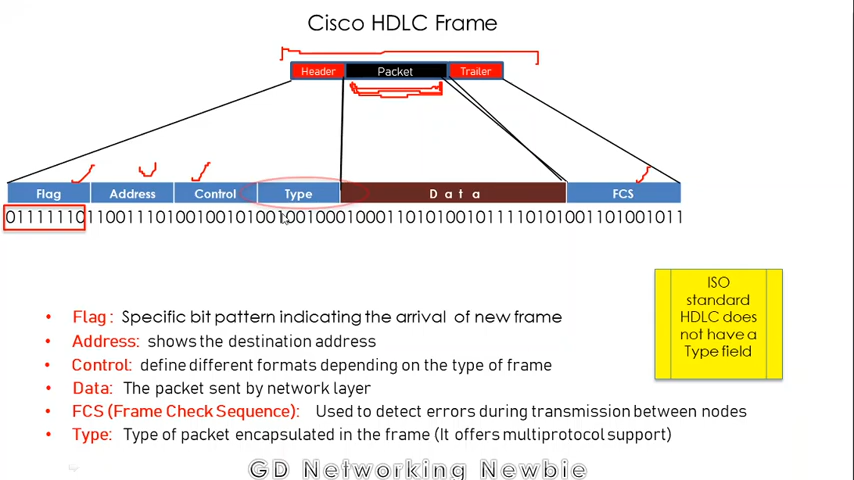 Cisco HDLC Frame
Header Packet Trailer
Flag Address Control Type Data FCS
01111110110011101001001010010010010001000110101001011110101001101001011
ISO
standard
HDLC does
not have a
Type field
• Flag : Specific bit pattern indicating the arrival of new frame
• Address: shows the destination address
• Control: define different formats depending on the type of frame
• Data: The packet sent by network layer
• FCS (Frame Check Sequence): Used to detect errors during transmission between nodes
• Type: Type of packet encapsulated in the frame (It offers multiprotocol support)
GD Networking Newbie